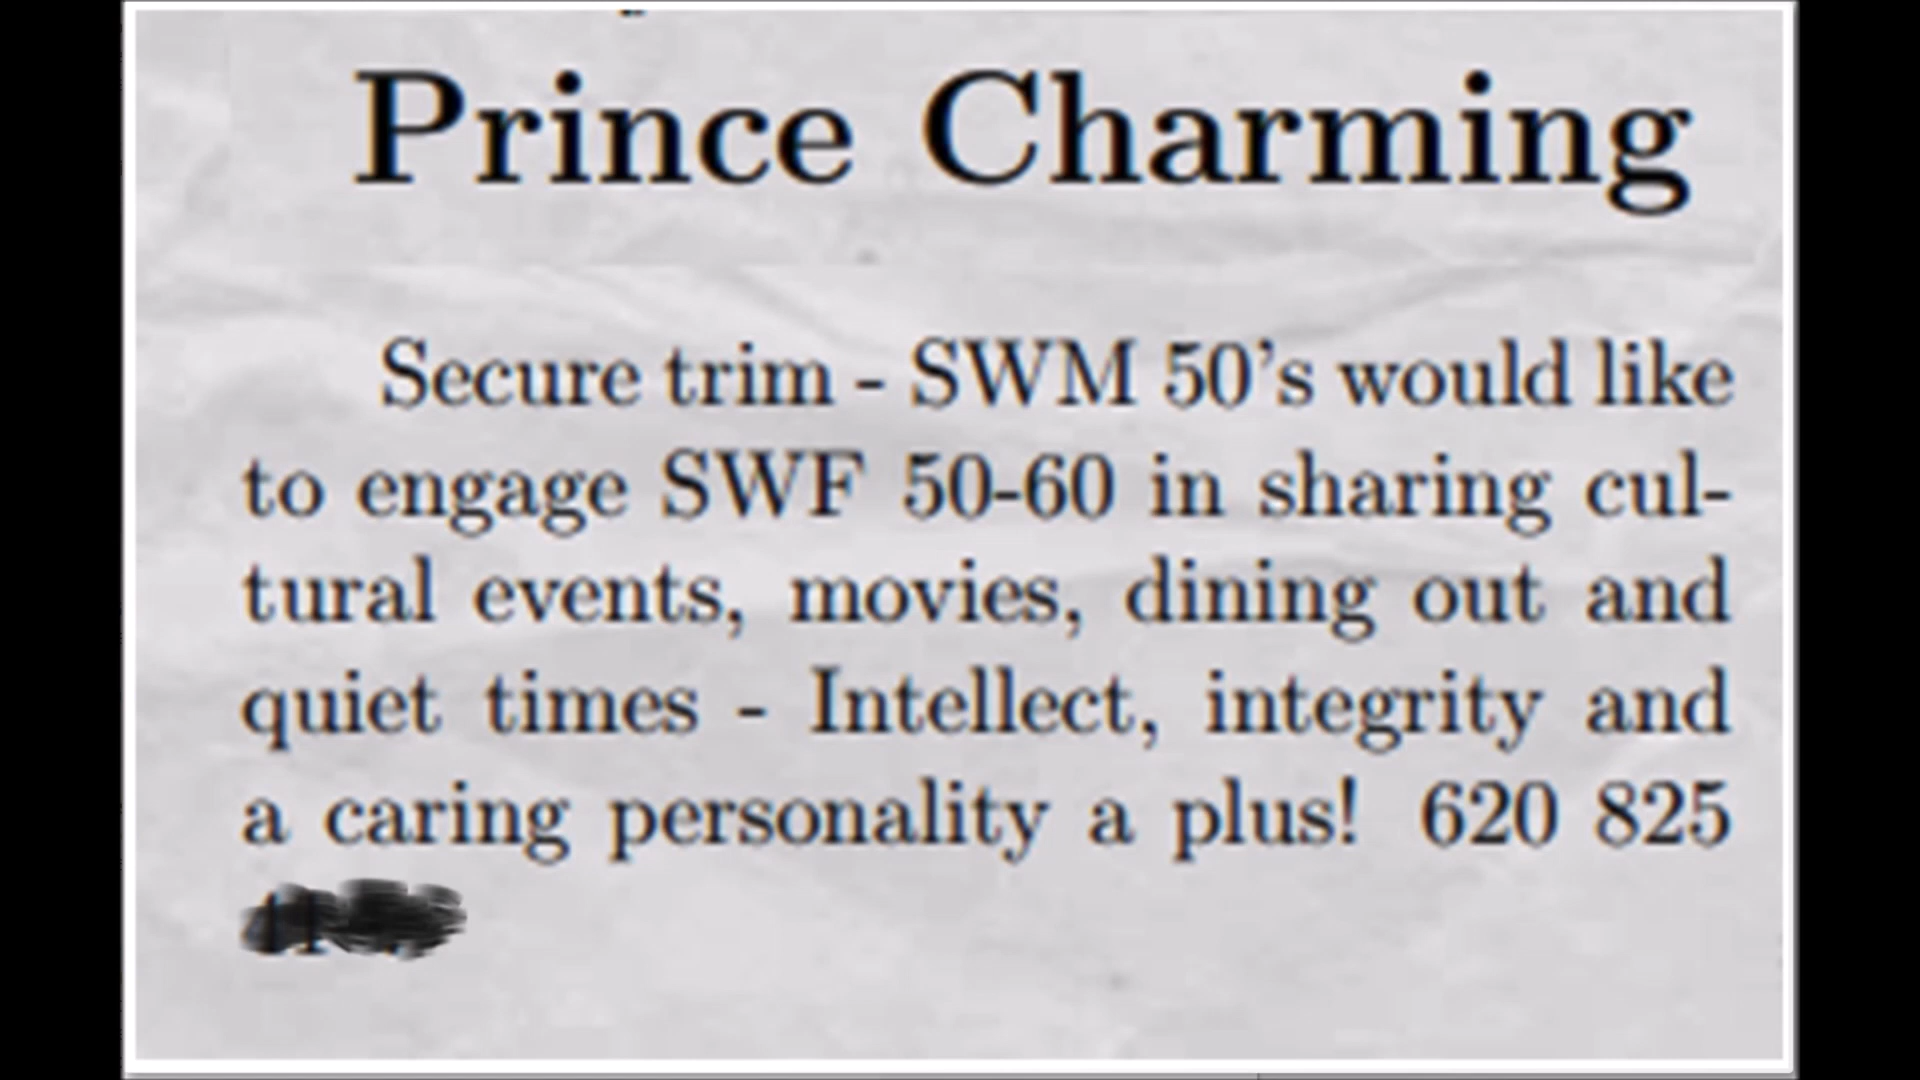 Prince Charming
Secure trim - SWM 50's would like
to engage SWF 50-60 in sharing cul-
tural events, movies, dining out and
quiet times - Intellect, integrity and
a caring personality a plus! 620 825